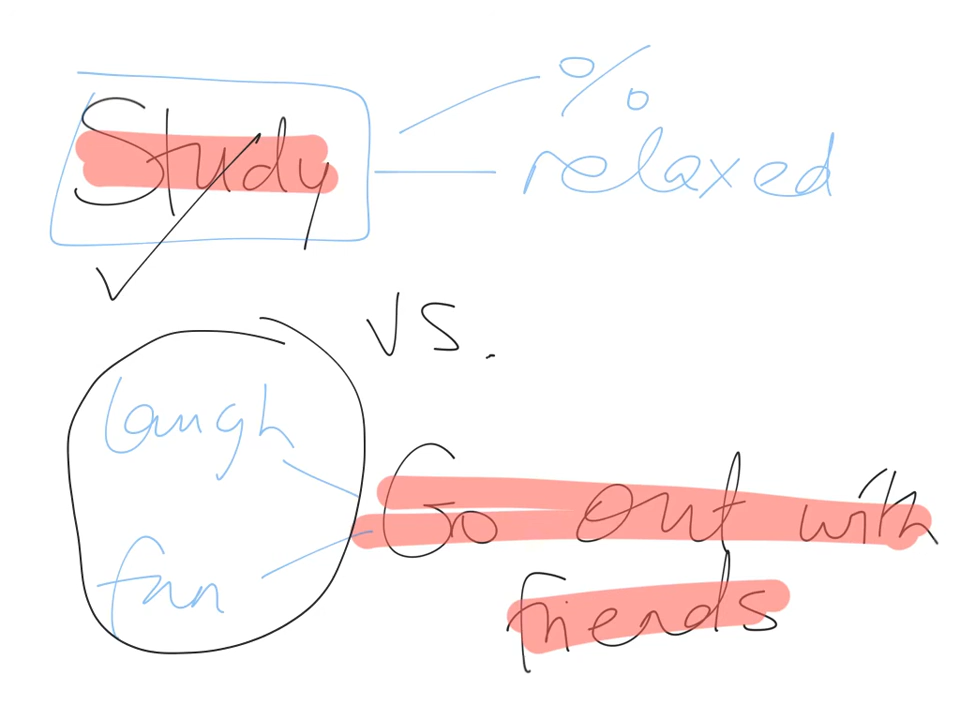 %
Study
relaxed
vs.
laugh
Go out with
fun
friends